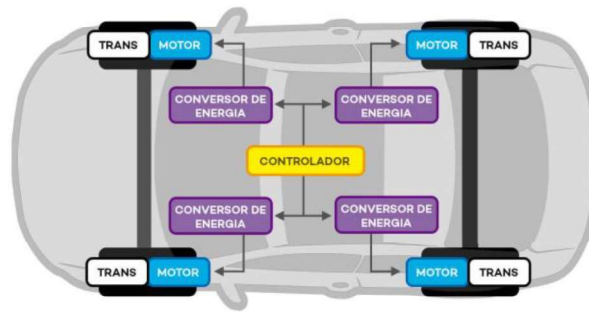 TRANS MOTOR
MOTOR TRANS
CONVERSOR DE
ENERGIA
CONVERSOR DE
ENERGIA
CONTROLADOR
CONVERSOR DE
ENERGIA
CONVERSOR DE
ENERGIA
TRANS MOTOR
MOTOR TRANS